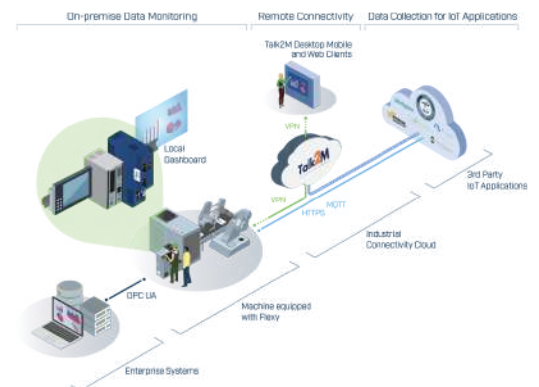 On-premise Data Monitoring
Remote Connectivity
Data Collection for IoT Applications
Talk2M Desktop Mobile
and Web Clients
Local
Dashboard
VPN
Talk2M
VPN
MQTT
HTTPS
3rd Party
IoT Applications
Industrial
Connectivity Cloud
OPC UA
Machine equipped
with Flexy
Enterprise Systems